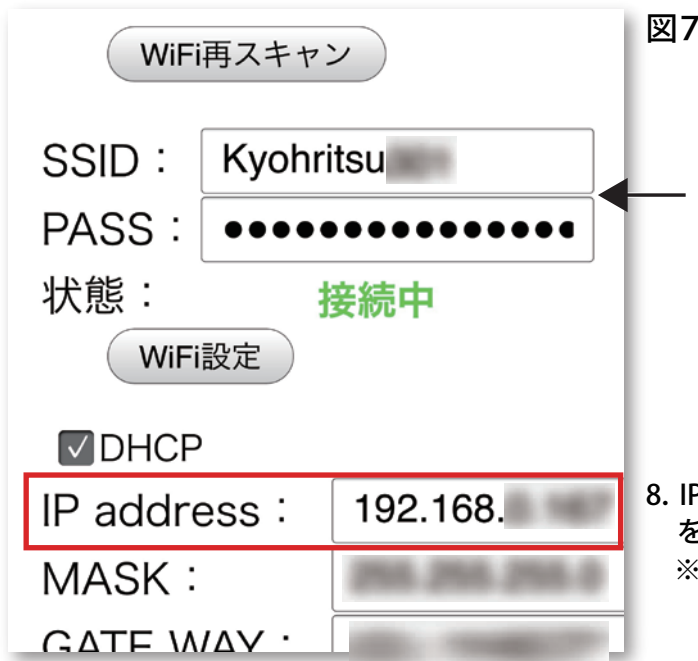 図7
WiFi再スキャン
SSID：
Kyohritsu
PASS：
●●●●●●●●●●●●●●●
状態：
接続中
WiFi設定
DHCP
IP address：
192.168.
MASK：
GATE WAY：
8. IP
を
※